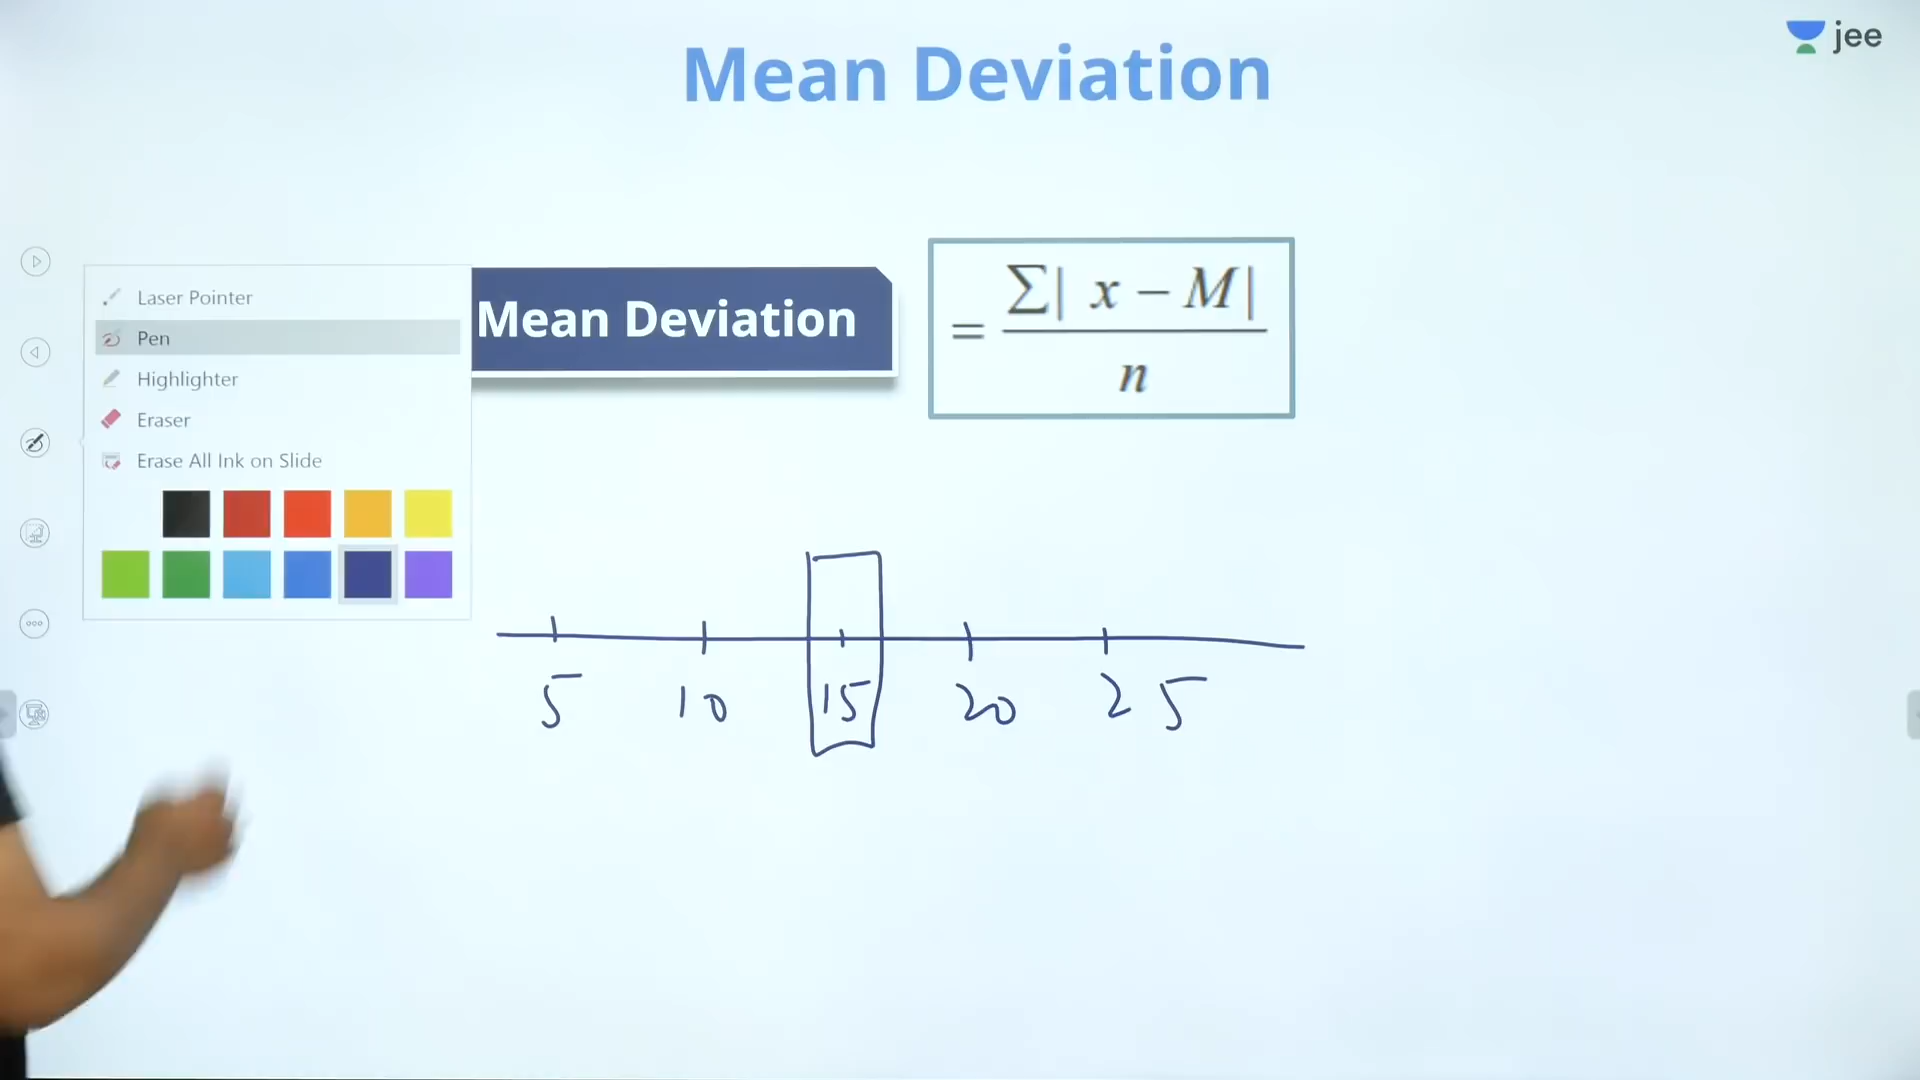 Mean Deviation
jee
Laser Pointer
Pen
Highlighter
Eraser
Erase All Ink on Slide
Mean Deviation
= ∑| x − M| / n
5 10 15 20 25